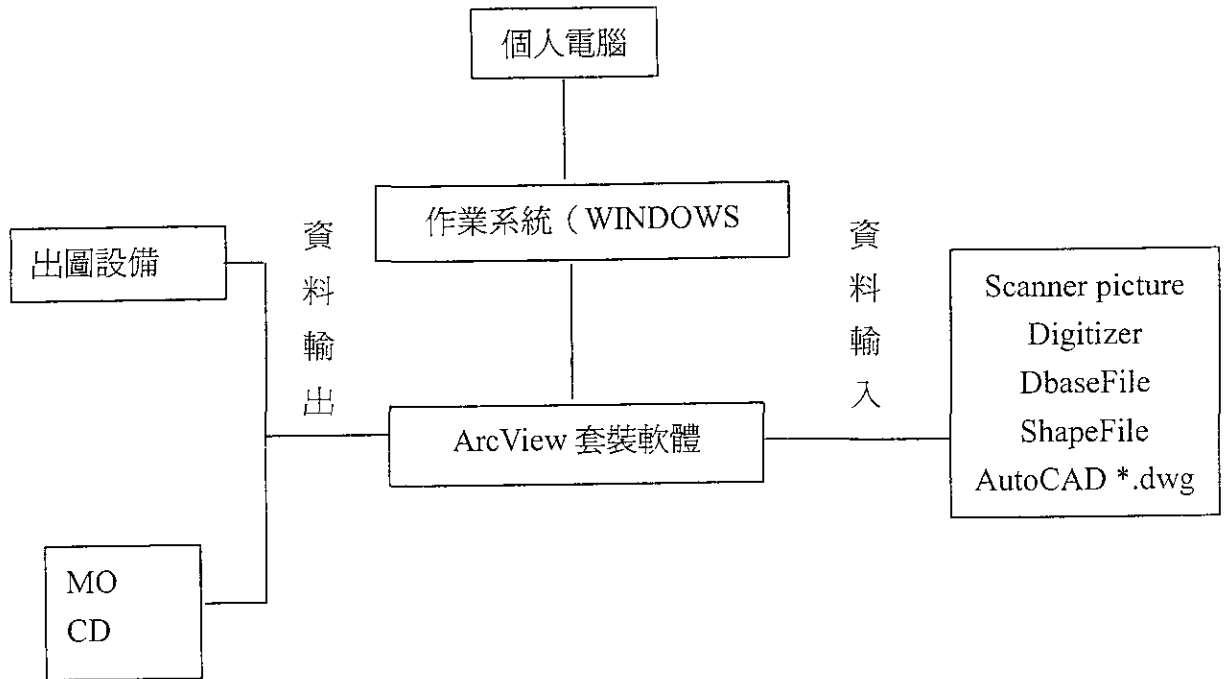 個人電腦
作業系統（WINDOWS
出圖設備
資料輸出
資料輸入
Scanner picture
Digitizer
DbaseFile
ShapeFile
AutoCAD *.dwg
ArcView 套裝軟體
MO
CD